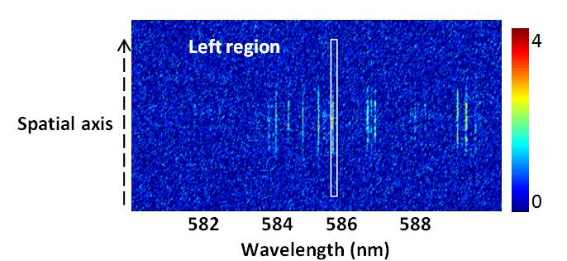 Left region
4
Spatial axis
0
582 584 586 588
Wavelength (nm)